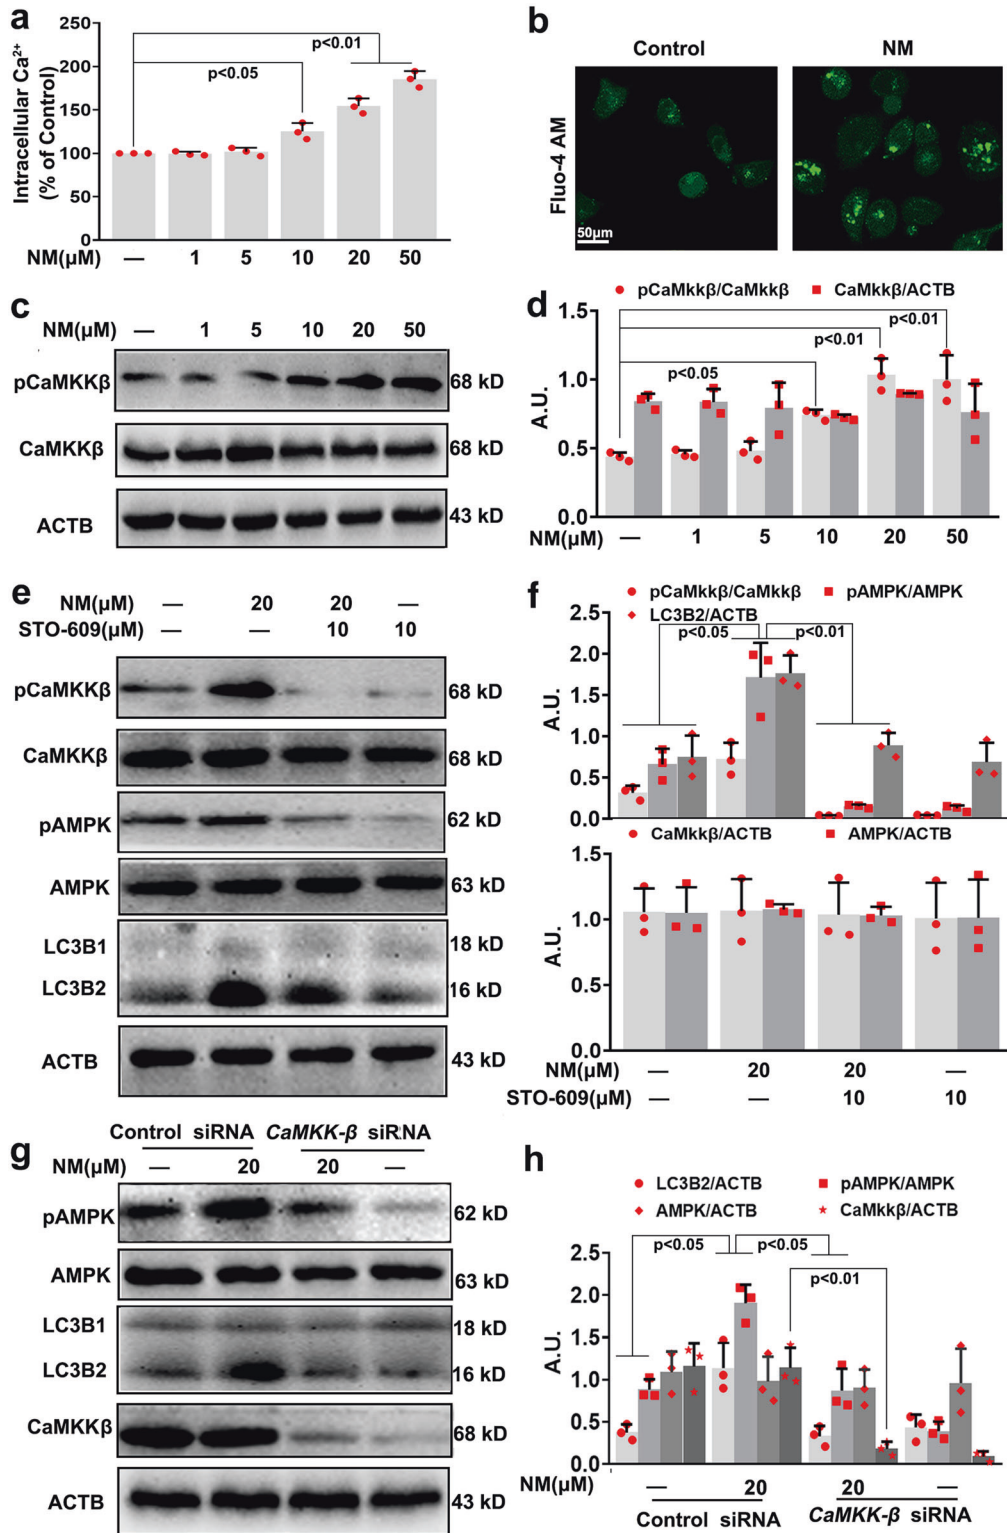 a
Intracellular Ca²⁺
(% of Control)
250
200
150
100
50
0
p<0.01
p<0.05
NM(μM) — 1 5 10 20 50
b
Control NM
Fluo-4 AM
50μm
c
NM(μM) — 1 5 10 20 50
pCaMKKβ 68 kD
CaMKKβ 68 kD
ACTB 43 kD
d
pCaMkkβ/CaMkkβ CaMkkβ/ACTB
A.U.
1.5
1.0
0.5
0.0
p<0.01
p<0.01
p<0.05
NM(μM) — 1 5 10 20 50
e
NM(μM) — 20 20 —
STO-609(μM) — — 10 10
pCaMKKβ 68 kD
CaMKKβ 68 kD
pAMPK 62 kD
AMPK 63 kD
LC3B1 18 kD
LC3B2 16 kD
ACTB 43 kD
f
pCaMkkβ/CaMkkβ pAMPK/AMPK
LC3B2/ACTB
A.U.
2.5
2.0
1.5
1.0
0.5
0.0
p<0.05 p<0.01
CaMkkβ/ACTB AMPK/ACTB
A.U.
1.5
1.0
0.5
0.0
NM(μM) — 20 20 —
STO-609(μM) — — 10 10
g
Control siRNA CaMKK-β siRNA
NM(μM) — 20 20 —
pAMPK 62 kD
AMPK 63 kD
LC3B1 18 kD
LC3B2 16 kD
CaMKKβ 68 kD
ACTB 43 kD
h
LC3B2/ACTB pAMPK/AMPK
AMPK/ACTB CaMkkβ/ACTB
A.U.
2.5
2.0
1.5
1.0
0.5
0.0
p<0.05 p<0.05
p<0.01
NM(μM) — 20 20 —
Control siRNA CaMKK-β siRNA